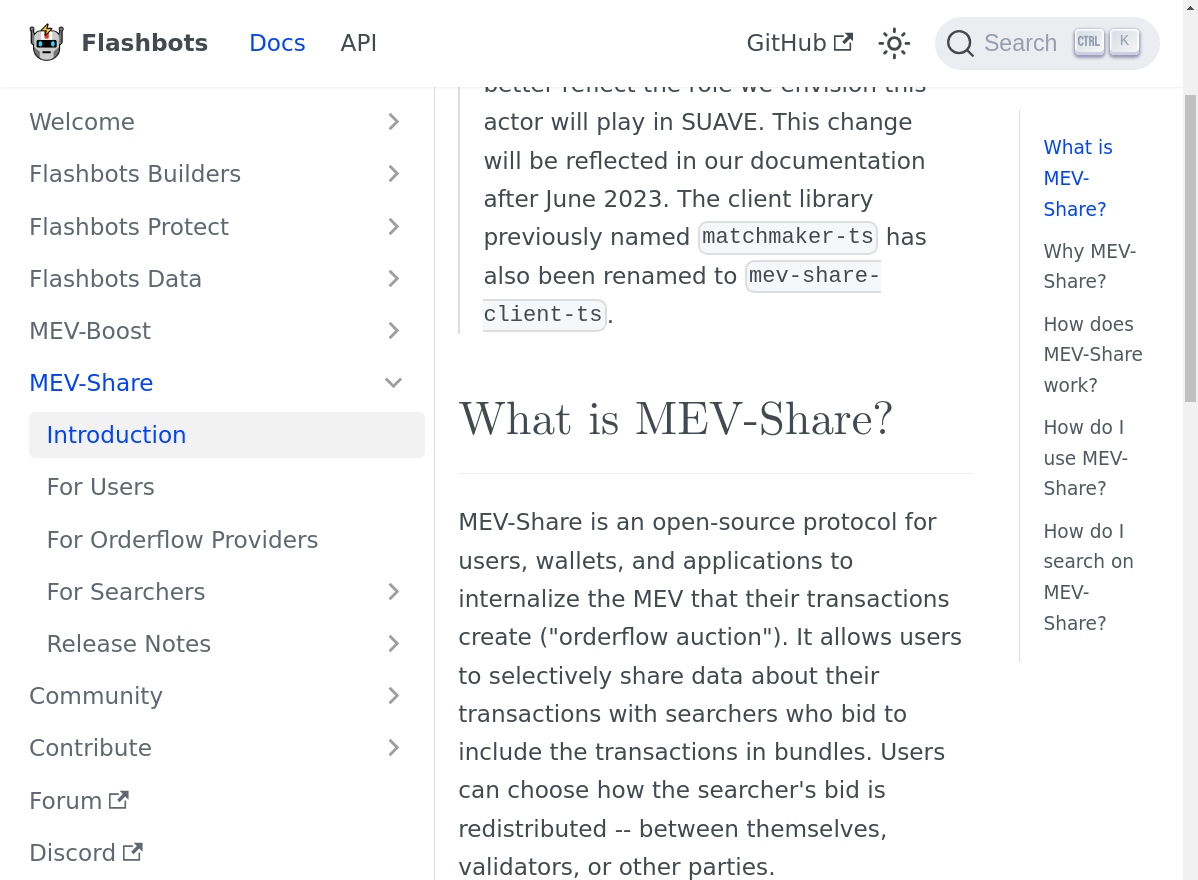 Flashbots
Docs
API
GitHub
Search
CTRL
K
Welcome
Flashbots Builders
Flashbots Protect
Flashbots Data
MEV-Boost
MEV-Share
Introduction
For Users
For Orderflow Providers
For Searchers
Release Notes
Community
Contribute
Forum
Discord
better reflect the role we envision this
actor will play in SUAVE. This change
will be reflected in our documentation
after June 2023. The client library
previously named matchmaker-ts has
also been renamed to mev-share-
client-ts.
What is MEV-Share?
MEV-Share is an open-source protocol for
users, wallets, and applications to
internalize the MEV that their transactions
create ("orderflow auction"). It allows users
to selectively share data about their
transactions with searchers who bid to
include the transactions in bundles. Users
can choose how the searcher's bid is
redistributed -- between themselves,
validators, or other parties.
What is
MEV-
Share?
Why MEV-
Share?
How does
MEV-Share
work?
How do I
use MEV-
Share?
How do I
search on
MEV-
Share?